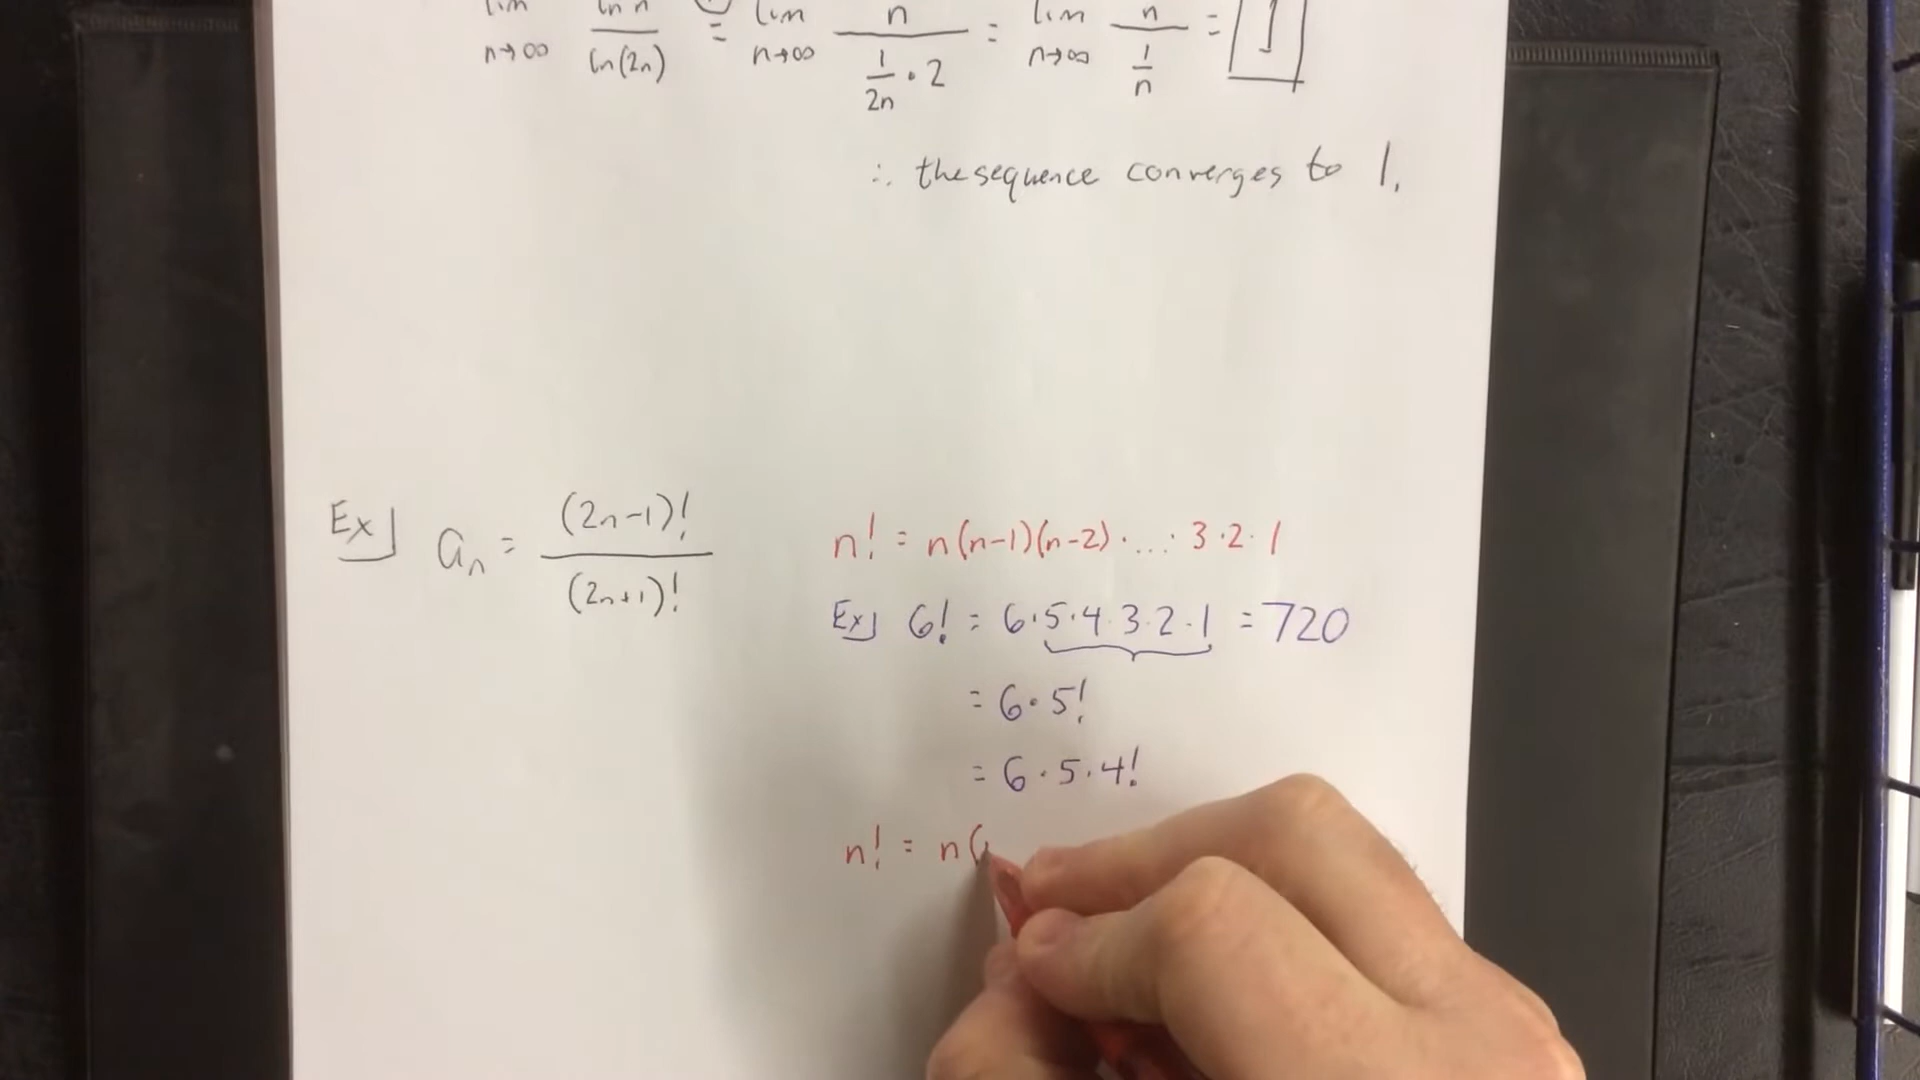 lim n→∞ ln n / ln(2n) = lim n→∞ n / (1/2n · 2) = lim n→∞ n / (1/n) = 1
∴ the sequence converges to 1.
Ex] aₙ = (2n-1)! / (2n+1)!
n! = n(n-1)(n-2)·...· 3·2·1
Ex] 6! = 6·5·4·3·2·1 = 720
= 6·5!
= 6·5·4!
n! = n(